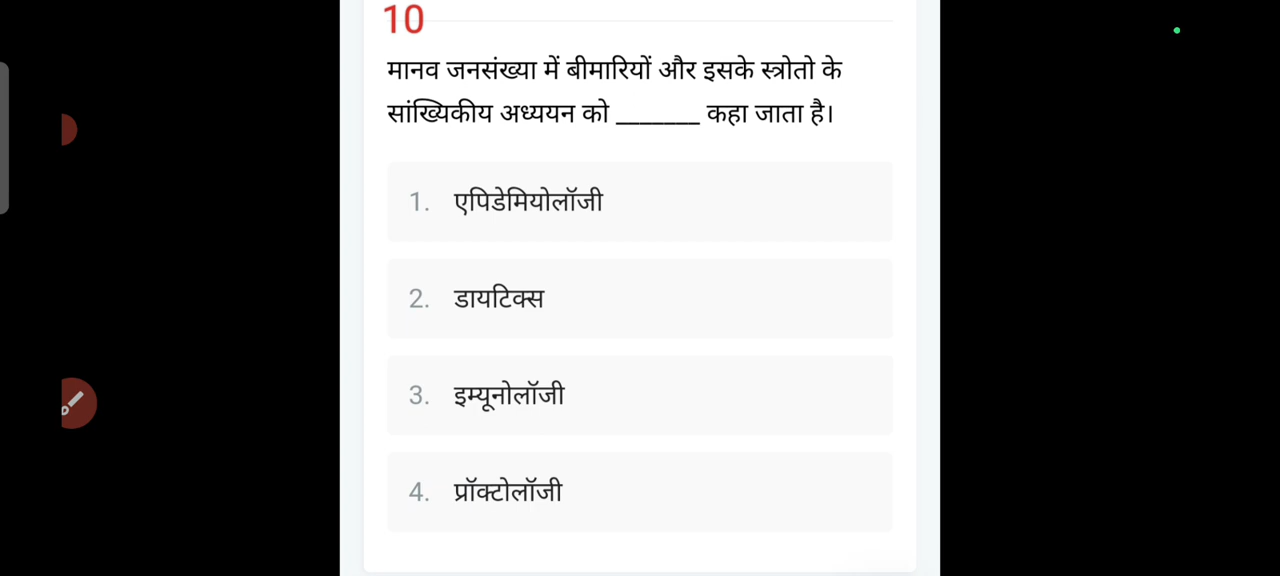 10
मानव जनसंख्या में बीमारियों और इसके स्त्रोतो के
सांख्यिकीय अध्ययन को _______ कहा जाता है।
1. एपिडेमियोलॉजी
2. डायटिक्स
3. इम्यूनोलॉजी
4. प्रॉक्टोलॉजी